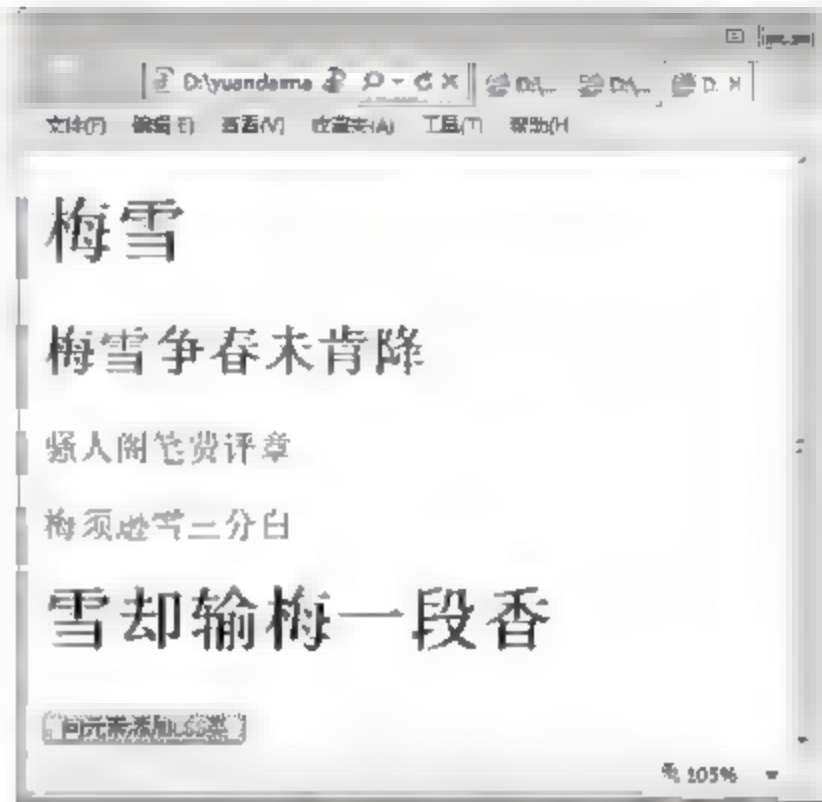 D:\yuandama
D:\... D:\... D.
文件(F) 编辑(E) 查看(V) 收藏夹(A) 工具(T) 帮助(H
梅雪
梅雪争春未肯降
骚人阁笔费评章
梅须逊雪三分白
雪却输梅一段香
向元素添加CSS类
105%